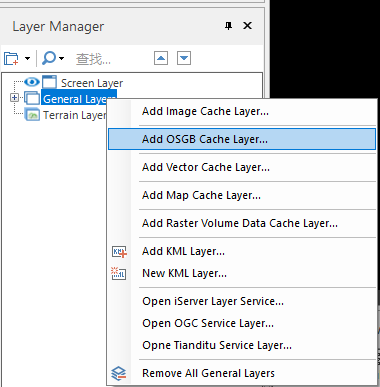 Layer Manager
查找...
Screen Layer
General Layers
Terrain Layer
Add Image Cache Layer...
Add OSGB Cache Layer...
Add Vector Cache Layer...
Add Map Cache Layer...
Add Raster Volume Data Cache Layer...
Add KML Layer...
New KML Layer...
Open iServer Layer Service...
Open OGC Service Layer...
Opne Tianditu Service Layer...
Remove All General Layers